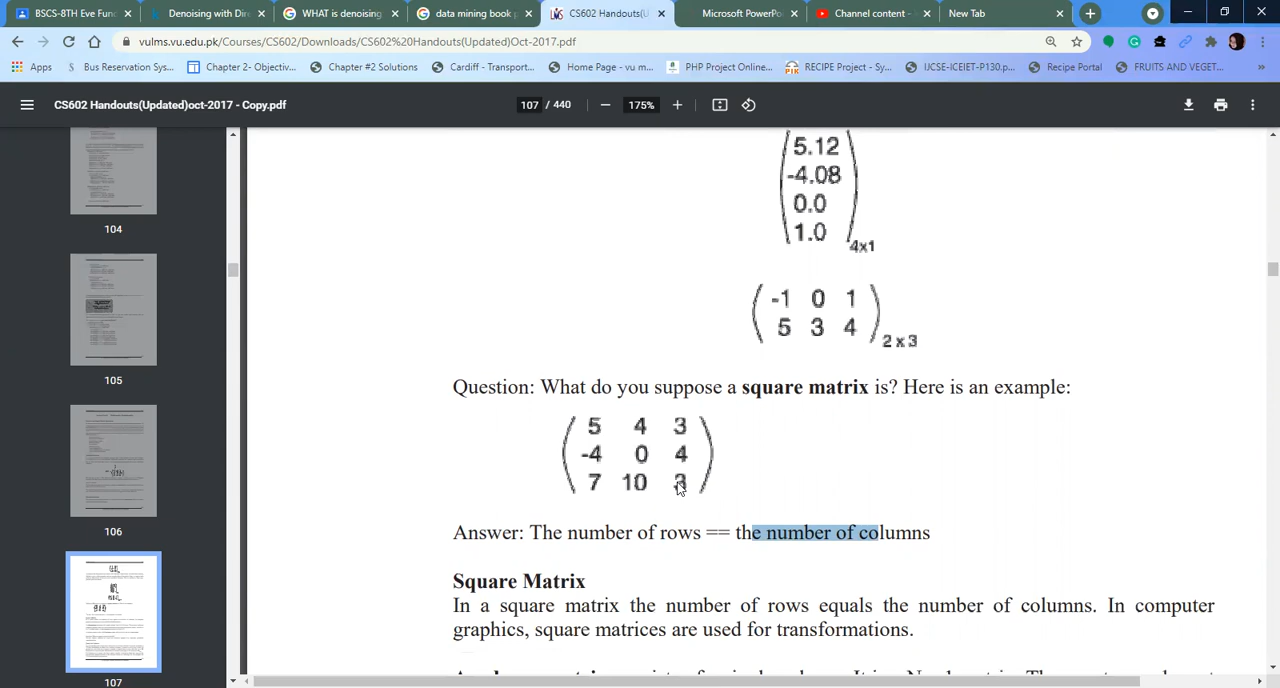 BSCS-8th Eve Fund
Denoising with Dire
WHAT is denoising
data mining book p
CS602 Handouts(U
Microsoft PowerPo
Channel content -
New Tab
vulms.vu.edu.pk/Courses/CS602/Downloads/CS602%20Handouts(Updated)Oct-2017.pdf
Apps
Bus Reservation Sys...
Chapter 2- Objectiv...
Chapter #2 Solutions
Cardiff - Transport...
Home Page - vu m...
PHP Project Online...
RECIPE Project - Sy...
IJCSE-ICEIET-P130.p...
Recipe Portal
FRUITS AND VEGET...
CS602 Handouts(Updated)oct-2017 - Copy.pdf
107 / 440
175%
104
105
106
107
5.12
-4.08
0.0
1.0
4x1
-1 0 1
5 3 4
2 x 3
Question: What do you suppose a square matrix is? Here is an example:
5 4 3
-4 0 4
7 10 3
Answer: The number of rows == the number of columns
Square Matrix
In a square matrix the number of rows equals the number of columns. In computer
graphics, square matrices are used for transformations.